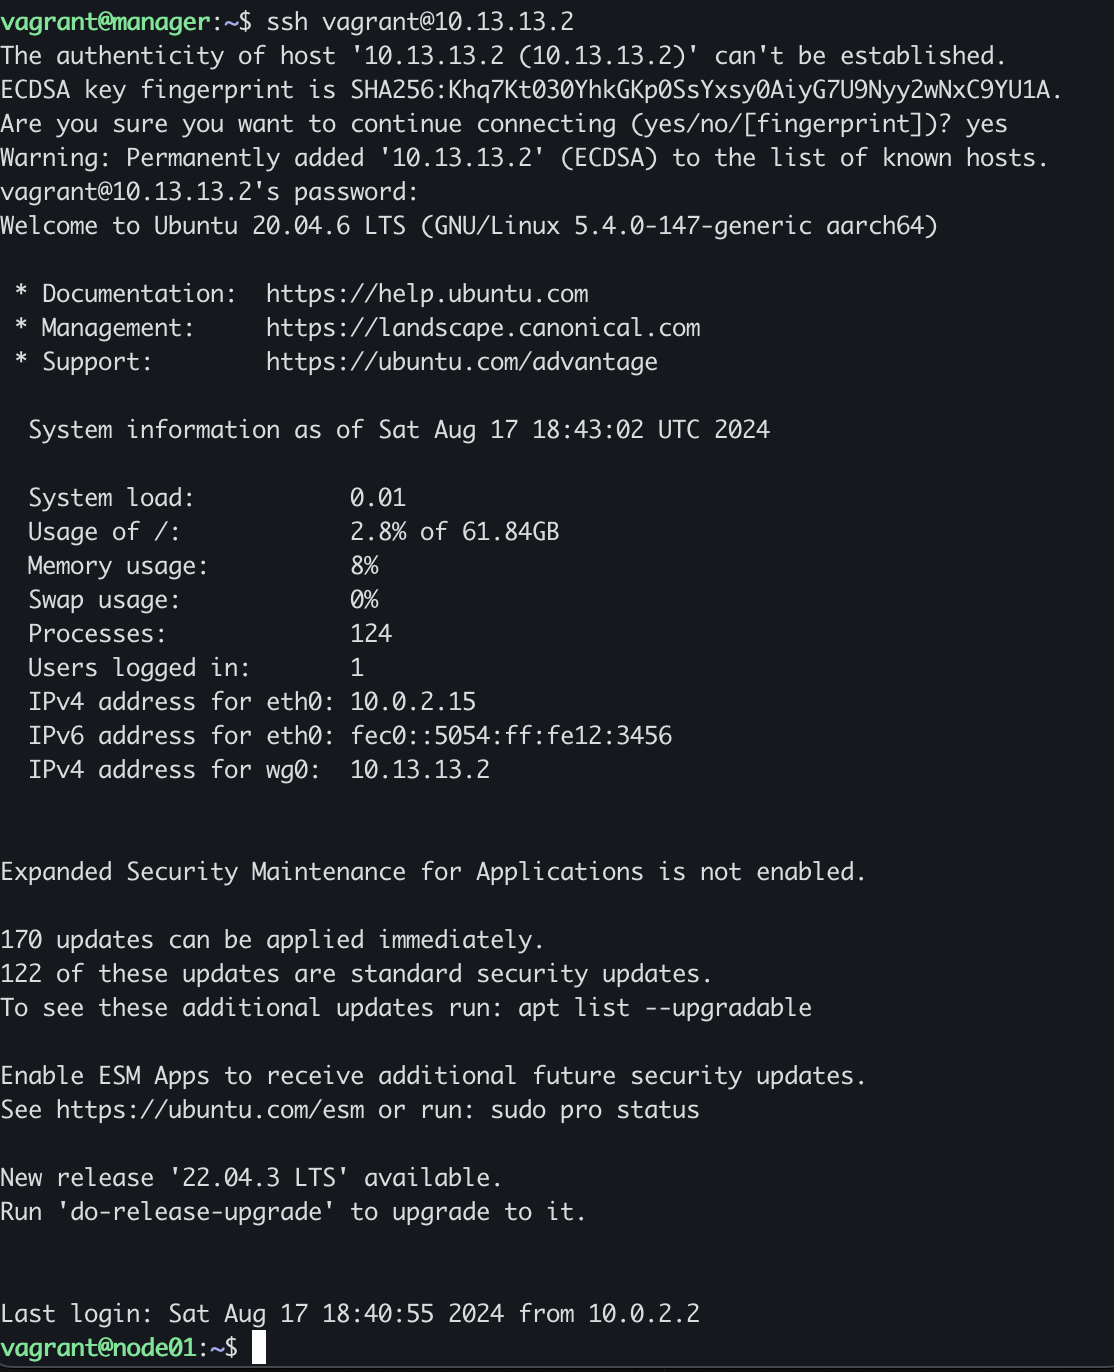 vagrant@manager:~$ ssh vagrant@10.13.13.2
The authenticity of host '10.13.13.2 (10.13.13.2)' can't be established.
ECDSA key fingerprint is SHA256:Khq7Kt030YhkGKp0SsYxsy0AiyG7U9Nyy2wNxC9YU1A.
Are you sure you want to continue connecting (yes/no/[fingerprint])? yes
Warning: Permanently added '10.13.13.2' (ECDSA) to the list of known hosts.
vagrant@10.13.13.2's password:
Welcome to Ubuntu 20.04.6 LTS (GNU/Linux 5.4.0-147-generic aarch64)

 * Documentation:  https://help.ubuntu.com
 * Management:     https://landscape.canonical.com
 * Support:        https://ubuntu.com/advantage

  System information as of Sat Aug 17 18:43:02 UTC 2024

  System load:           0.01
  Usage of /:            2.8% of 61.84GB
  Memory usage:          8%
  Swap usage:            0%
  Processes:             124
  Users logged in:       1
  IPv4 address for eth0: 10.0.2.15
  IPv6 address for eth0: fec0::5054:ff:fe12:3456
  IPv4 address for wg0:  10.13.13.2

Expanded Security Maintenance for Applications is not enabled.

170 updates can be applied immediately.
122 of these updates are standard security updates.
To see these additional updates run: apt list --upgradable

Enable ESM Apps to receive additional future security updates.
See https://ubuntu.com/esm or run: sudo pro status

New release '22.04.3 LTS' available.
Run 'do-release-upgrade' to upgrade to it.

Last login: Sat Aug 17 18:40:55 2024 from 10.0.2.2
vagrant@node01:~$